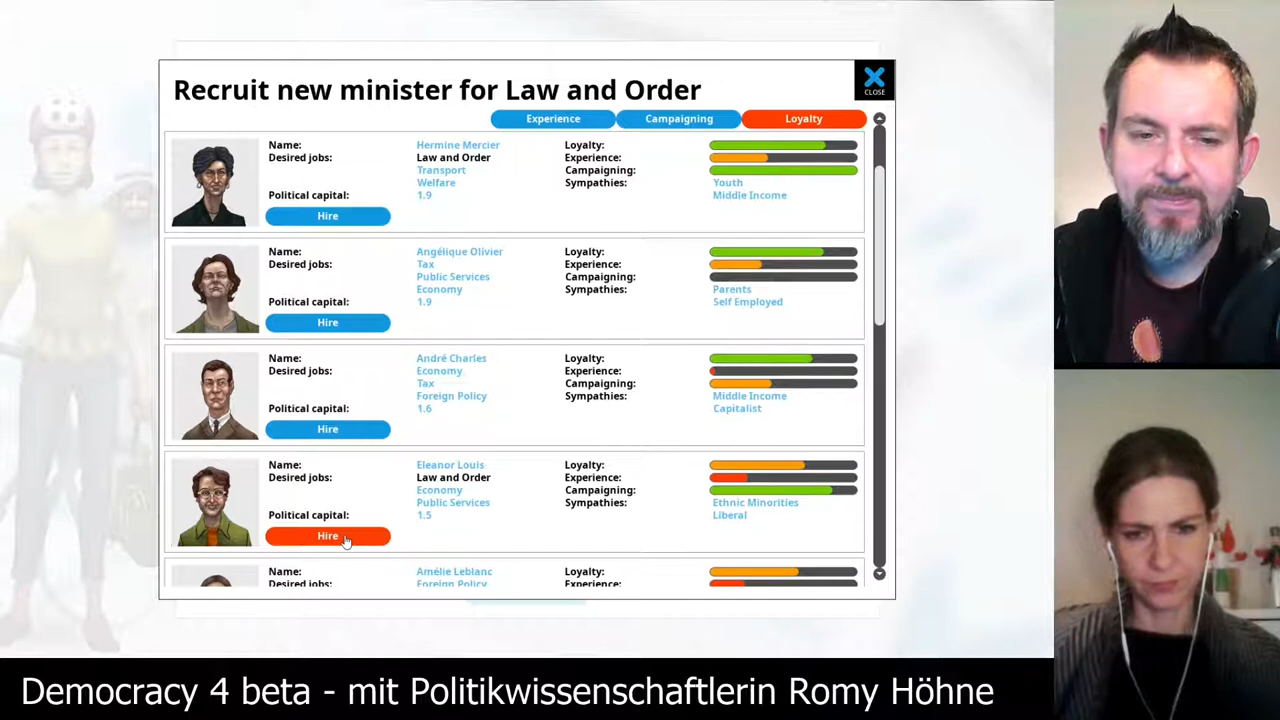 Recruit new minister for Law and Order
CLOSE
Experience Campaigning Loyalty
Name: Hermine Mercier Loyalty:
Desired jobs: Law and Order Experience:
Transport Campaigning:
Welfare Sympathies: Youth
Political capital: 1.9 Middle Income
Hire
Name: Angélique Olivier Loyalty:
Desired jobs: Tax Experience:
Public Services Campaigning:
Economy Sympathies: Parents
Political capital: 1.9 Self Employed
Hire
Name: André Charles Loyalty:
Desired jobs: Economy Experience:
Tax Campaigning:
Foreign Policy Sympathies: Middle Income
Political capital: 1.6 Capitalist
Hire
Name: Eleanor Louis Loyalty:
Desired jobs: Law and Order Experience:
Economy Campaigning:
Public Services Sympathies: Ethnic Minorities
Political capital: 1.5 Liberal
Hire
Name: Amélie Leblanc Loyalty:
Desired jobs: Foreign Policy Experience:
Democracy 4 beta - mit Politikwissenschaftlerin Romy Höhne